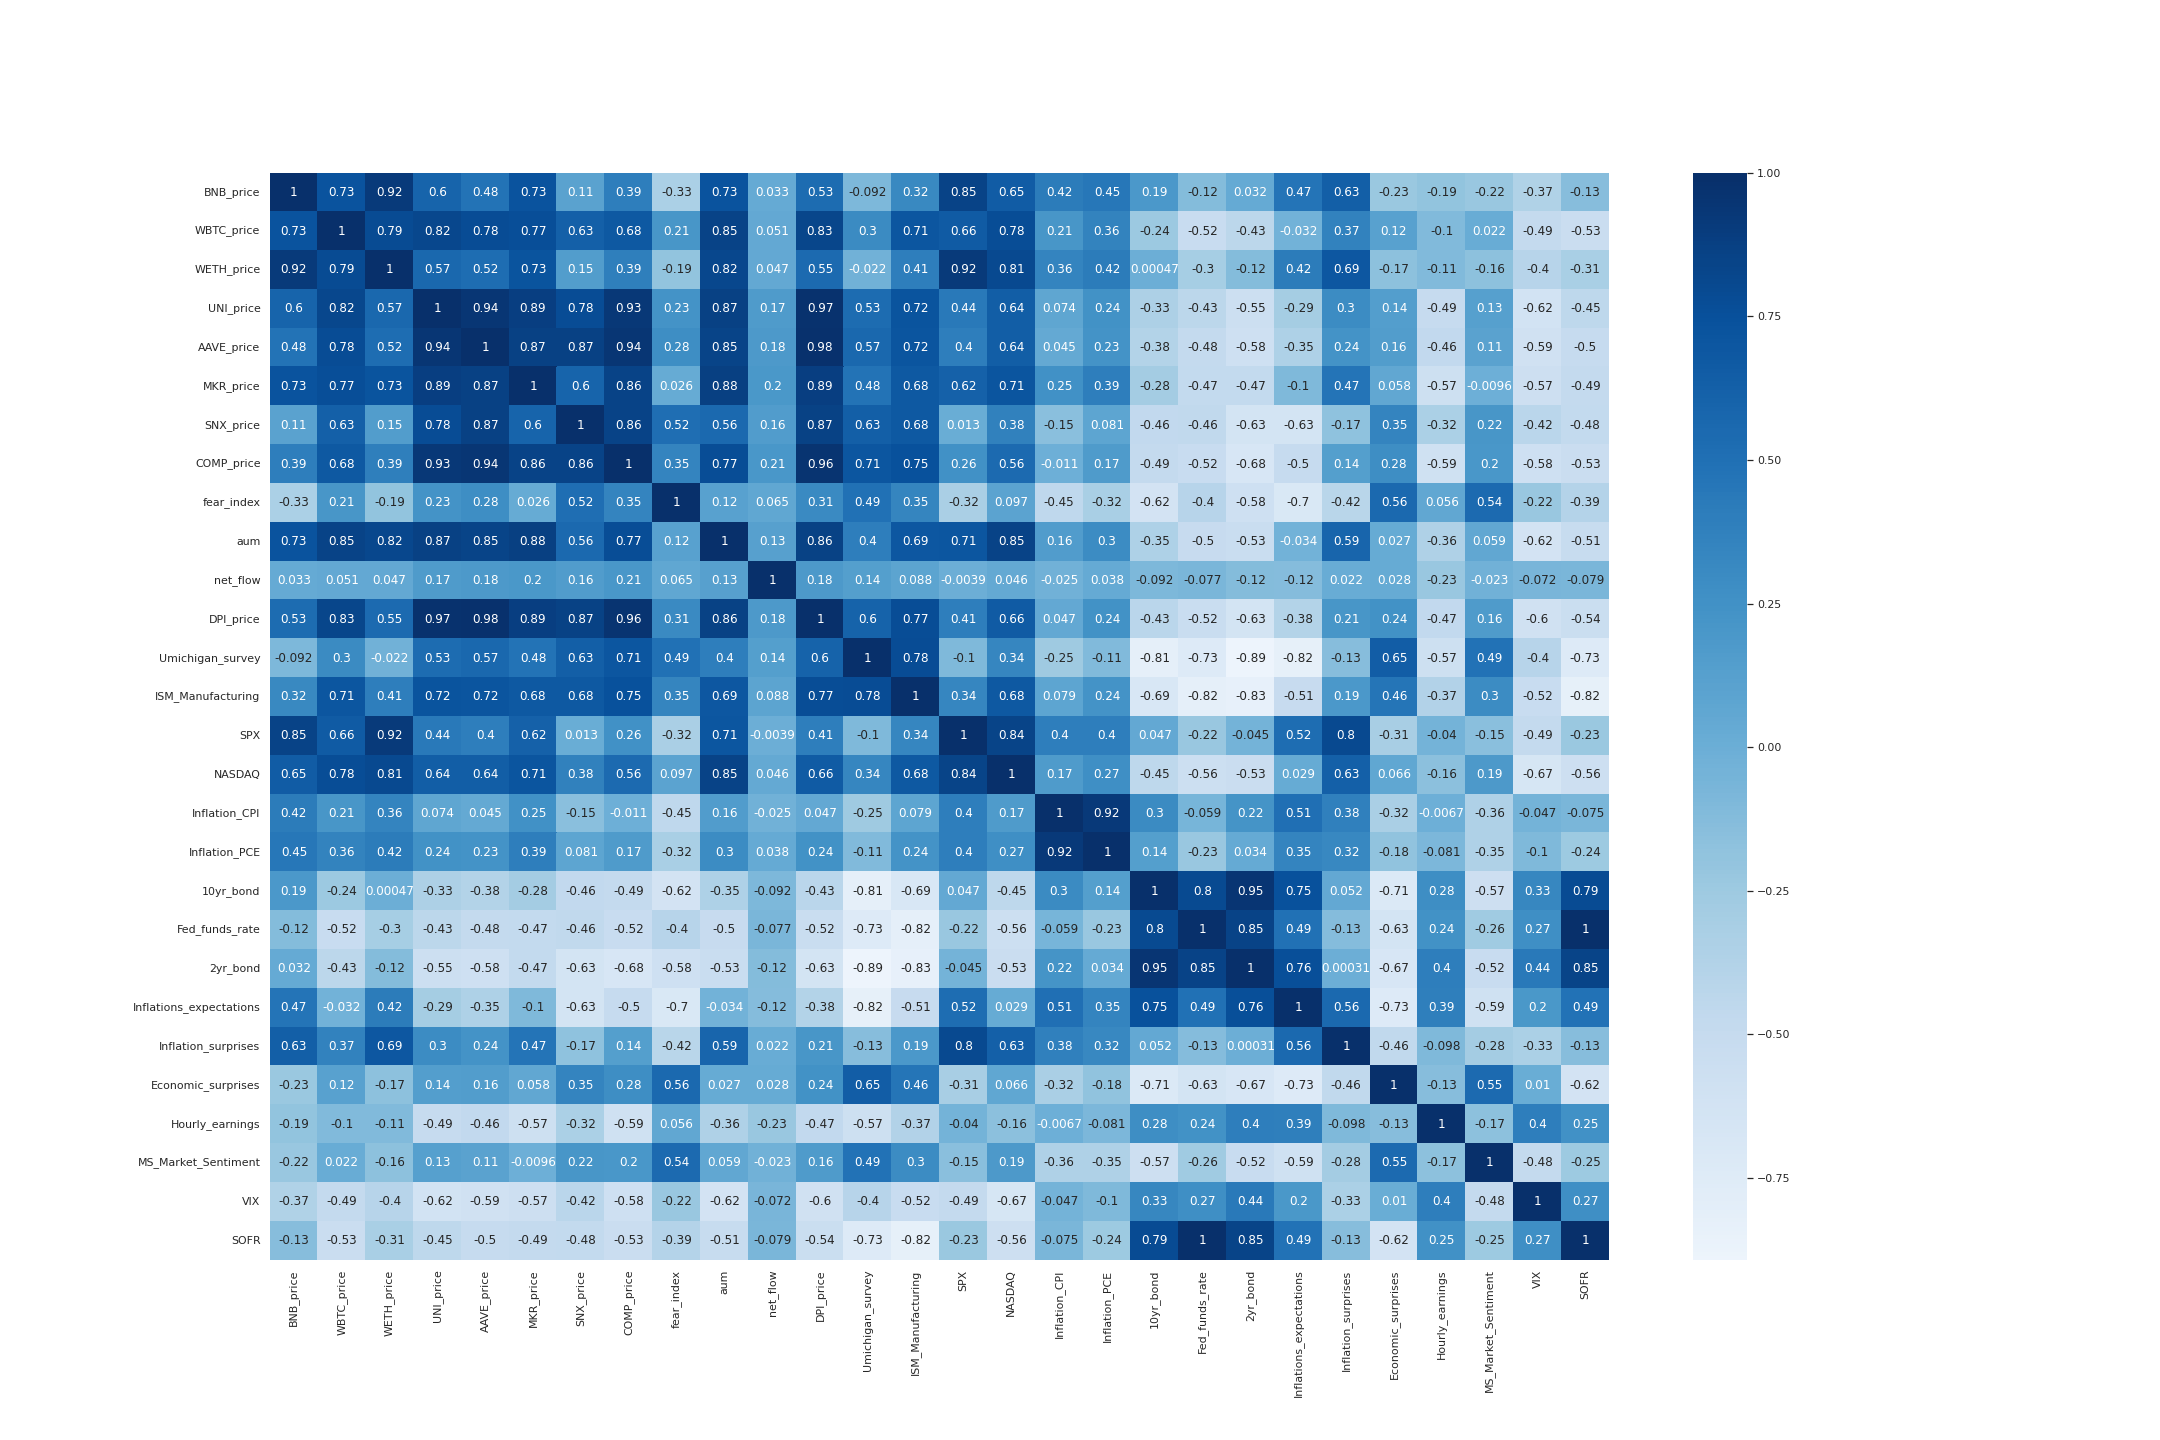 BNB_price 1 0.73 0.92 0.6 0.48 0.73 0.11 0.39 -0.33 0.73 0.033 0.53 -0.092 0.32 0.85 0.65 0.42 0.45 0.19 -0.12 0.032 0.47 0.63 -0.23 -0.19 -0.22 -0.37 -0.13
WBTC_price 0.73 1 0.79 0.82 0.78 0.77 0.63 0.68 0.21 0.85 0.051 0.83 0.3 0.71 0.66 0.78 0.21 0.36 -0.24 -0.52 -0.43 -0.032 0.37 0.12 -0.1 0.022 -0.49 -0.53
WETH_price 0.92 0.79 1 0.57 0.52 0.73 0.15 0.39 -0.19 0.82 0.047 0.55 -0.022 0.41 0.92 0.81 0.36 0.42 0.00047 -0.3 -0.12 0.42 0.69 -0.17 -0.11 -0.16 -0.4 -0.31
UNI_price 0.6 0.82 0.57 1 0.94 0.89 0.78 0.93 0.23 0.87 0.17 0.97 0.53 0.72 0.44 0.64 0.074 0.24 -0.33 -0.43 -0.55 -0.29 0.3 0.14 -0.49 0.13 -0.62 -0.45
AAVE_price 0.48 0.78 0.52 0.94 1 0.87 0.87 0.94 0.28 0.85 0.18 0.98 0.57 0.72 0.4 0.64 0.045 0.23 -0.38 -0.48 -0.58 -0.35 0.24 0.16 -0.46 0.11 -0.59 -0.5
MKR_price 0.73 0.77 0.73 0.89 0.87 1 0.6 0.86 0.026 0.88 0.2 0.89 0.48 0.68 0.62 0.71 0.25 0.39 -0.28 -0.47 -0.47 -0.1 0.47 0.058 -0.57 -0.0096 -0.57 -0.49
SNX_price 0.11 0.63 0.15 0.78 0.87 0.6 1 0.86 0.52 0.56 0.16 0.87 0.63 0.68 0.013 0.38 -0.15 0.081 -0.46 -0.46 -0.63 -0.63 -0.17 0.35 -0.32 0.22 -0.42 -0.48
COMP_price 0.39 0.68 0.39 0.93 0.94 0.86 0.86 1 0.35 0.77 0.21 0.96 0.71 0.75 0.26 0.56 -0.011 0.17 -0.49 -0.52 -0.68 -0.5 0.14 0.28 -0.59 0.2 -0.58 -0.53
fear_index -0.33 0.21 -0.19 0.23 0.28 0.026 0.52 0.35 1 0.12 0.065 0.31 0.49 0.35 -0.32 0.097 -0.45 -0.32 -0.62 -0.4 -0.58 -0.7 -0.42 0.56 0.056 0.54 -0.22 -0.39
aum 0.73 0.85 0.82 0.87 0.85 0.88 0.56 0.77 0.12 1 0.13 0.86 0.4 0.69 0.71 0.85 0.16 0.3 -0.35 -0.5 -0.53 -0.034 0.59 0.027 -0.36 0.059 -0.62 -0.51
net_flow 0.033 0.051 0.047 0.17 0.18 0.2 0.16 0.21 0.065 0.13 1 0.18 0.14 0.088 -0.0039 0.046 -0.025 0.038 -0.092 -0.077 -0.12 -0.12 0.022 0.028 -0.23 -0.023 -0.072 -0.079
DPI_price 0.53 0.83 0.55 0.97 0.98 0.89 0.87 0.96 0.31 0.86 0.18 1 0.6 0.77 0.41 0.66 0.047 0.24 -0.43 -0.52 -0.63 -0.38 0.21 0.24 -0.47 0.16 -0.6 -0.54
Umichigan_survey -0.092 0.3 -0.022 0.53 0.57 0.48 0.63 0.71 0.49 0.4 0.14 0.6 1 0.78 -0.1 0.34 -0.25 -0.11 -0.81 -0.73 -0.89 -0.82 -0.13 0.65 -0.57 0.49 -0.4 -0.73
ISM_Manufacturing 0.32 0.71 0.41 0.72 0.72 0.68 0.68 0.75 0.35 0.69 0.088 0.77 0.78 1 0.34 0.68 0.079 0.24 -0.69 -0.82 -0.83 -0.51 0.19 0.46 -0.37 0.3 -0.52 -0.82
SPX 0.85 0.66 0.92 0.44 0.4 0.62 0.013 0.26 -0.32 0.71 -0.0039 0.41 -0.1 0.34 1 0.84 0.4 0.4 0.047 -0.22 -0.045 0.52 0.8 -0.31 -0.04 -0.15 -0.49 -0.23
NASDAQ 0.65 0.78 0.81 0.64 0.64 0.71 0.38 0.56 0.097 0.85 0.046 0.66 0.34 0.68 0.84 1 0.17 0.27 -0.45 -0.56 -0.53 0.029 0.63 0.066 -0.16 0.19 -0.67 -0.56
Inflation_CPI 0.42 0.21 0.36 0.074 0.045 0.25 -0.15 -0.011 -0.45 0.16 -0.025 0.047 -0.25 0.079 0.4 0.17 1 0.92 0.3 -0.059 0.22 0.51 0.38 -0.32 -0.0067 -0.36 -0.047 -0.075
Inflation_PCE 0.45 0.36 0.42 0.24 0.23 0.39 0.081 0.17 -0.32 0.3 0.038 0.24 -0.11 0.24 0.4 0.27 0.92 1 0.14 -0.23 0.034 0.35 0.32 -0.18 -0.081 -0.35 -0.1 -0.24
10yr_bond 0.19 -0.24 0.00047 -0.33 -0.38 -0.28 -0.46 -0.49 -0.62 -0.35 -0.092 -0.43 -0.81 -0.69 0.047 -0.45 0.3 0.14 1 0.8 0.95 0.75 0.052 -0.71 0.28 -0.57 0.33 0.79
Fed_funds_rate -0.12 -0.52 -0.3 -0.43 -0.48 -0.47 -0.46 -0.52 -0.4 -0.5 -0.077 -0.52 -0.73 -0.82 -0.22 -0.56 -0.059 -0.23 0.8 1 0.85 0.49 -0.13 -0.63 0.24 -0.26 0.27 1
2yr_bond 0.032 -0.43 -0.12 -0.55 -0.58 -0.47 -0.63 -0.68 -0.58 -0.53 -0.12 -0.63 -0.89 -0.83 -0.045 -0.53 0.22 0.034 0.95 0.85 1 0.76 0.00031 -0.67 0.4 -0.52 0.44 0.85
Inflations_expectations 0.47 -0.032 0.42 -0.29 -0.35 -0.1 -0.63 -0.5 -0.7 -0.034 -0.12 -0.38 -0.82 -0.51 0.52 0.029 0.51 0.35 0.75 0.49 0.76 1 0.56 -0.73 0.39 -0.59 0.2 0.49
Inflation_surprises 0.63 0.37 0.69 0.3 0.24 0.47 -0.17 0.14 -0.42 0.59 0.022 0.21 -0.13 0.19 0.8 0.63 0.38 0.32 0.052 -0.13 0.00031 0.56 1 -0.46 -0.098 -0.28 -0.33 -0.13
Economic_surprises -0.23 0.12 -0.17 0.14 0.16 0.058 0.35 0.28 0.56 0.027 0.028 0.24 0.65 0.46 -0.31 0.066 -0.32 -0.18 -0.71 -0.63 -0.67 -0.73 -0.46 1 -0.13 0.55 0.01 -0.62
Hourly_earnings -0.19 -0.1 -0.11 -0.49 -0.46 -0.57 -0.32 -0.59 0.056 -0.36 -0.23 -0.47 -0.57 -0.37 -0.04 -0.16 -0.0067 -0.081 0.28 0.24 0.4 0.39 -0.098 -0.13 1 -0.17 0.4 0.25
MS_Market_Sentiment -0.22 0.022 -0.16 0.13 0.11 -0.0096 0.22 0.2 0.54 0.059 -0.023 0.16 0.49 0.3 -0.15 0.19 -0.36 -0.35 -0.57 -0.26 -0.52 -0.59 -0.28 0.55 -0.17 1 -0.48 -0.25
VIX -0.37 -0.49 -0.4 -0.62 -0.59 -0.57 -0.42 -0.58 -0.22 -0.62 -0.072 -0.6 -0.4 -0.52 -0.49 -0.67 -0.047 -0.1 0.33 0.27 0.44 0.2 -0.33 0.01 0.4 -0.48 1 0.27
SOFR -0.13 -0.53 -0.31 -0.45 -0.5 -0.49 -0.48 -0.53 -0.39 -0.51 -0.079 -0.54 -0.73 -0.82 -0.23 -0.56 -0.075 -0.24 0.79 1 0.85 0.49 -0.13 -0.62 0.25 -0.25 0.27 1
BNB_price
WBTC_price
WETH_price
UNI_price
AAVE_price
MKR_price
SNX_price
COMP_price
fear_index
aum
net_flow
DPI_price
Umichigan_survey
ISM_Manufacturing
SPX
NASDAQ
Inflation_CPI
Inflation_PCE
10yr_bond
Fed_funds_rate
2yr_bond
Inflations_expectations
Inflation_surprises
Economic_surprises
Hourly_earnings
MS_Market_Sentiment
VIX
SOFR
1.00
0.75
0.50
0.25
0.00
−0.25
−0.50
−0.75